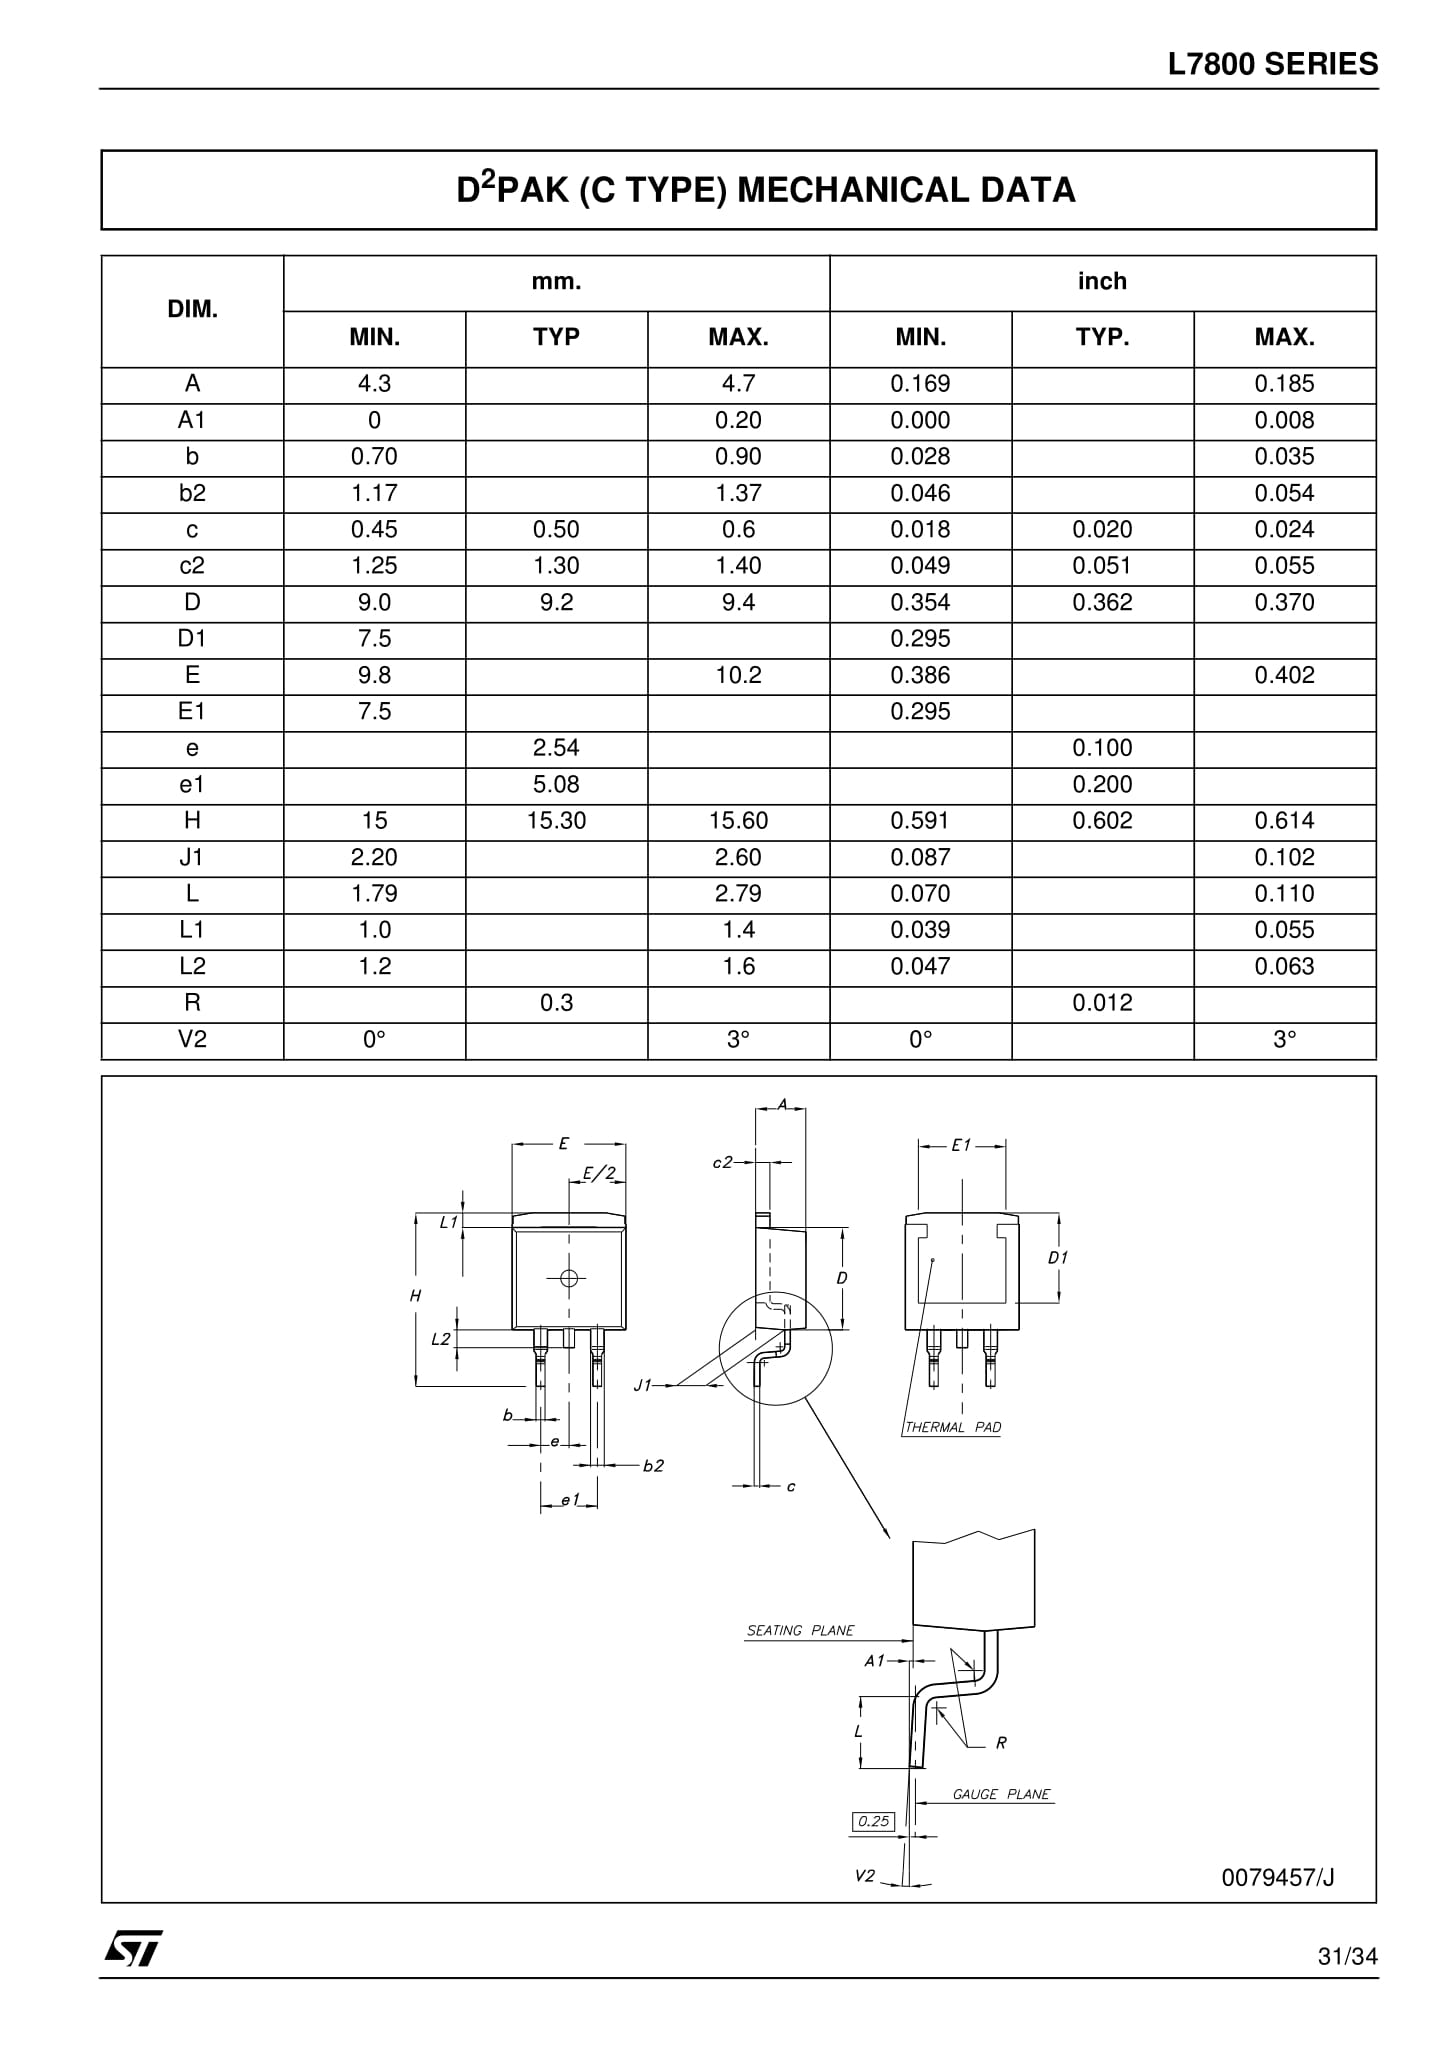 L7800 SERIES
D²PAK (C TYPE) MECHANICAL DATA
DIM. mm. inch
MIN. TYP MAX. MIN. TYP. MAX.
A 4.3 4.7 0.169 0.185
A1 0 0.20 0.000 0.008
b 0.70 0.90 0.028 0.035
b2 1.17 1.37 0.046 0.054
c 0.45 0.50 0.6 0.018 0.020 0.024
c2 1.25 1.30 1.40 0.049 0.051 0.055
D 9.0 9.2 9.4 0.354 0.362 0.370
D1 7.5 0.295
E 9.8 10.2 0.386 0.402
E1 7.5 0.295
e 2.54 0.100
e1 5.08 0.200
H 15 15.30 15.60 0.591 0.602 0.614
J1 2.20 2.60 0.087 0.102
L 1.79 2.79 0.070 0.110
L1 1.0 1.4 0.039 0.055
L2 1.2 1.6 0.047 0.063
R 0.3 0.012
V2 0° 3° 0° 3°
A
E
E1
c2
E/2
L1
D1
D
H
L2
J1
b
THERMAL PAD
e
b2
c
e1
SEATING PLANE
A1
L
R
GAUGE PLANE
0.25
V2
0079457/J
ST
31/34